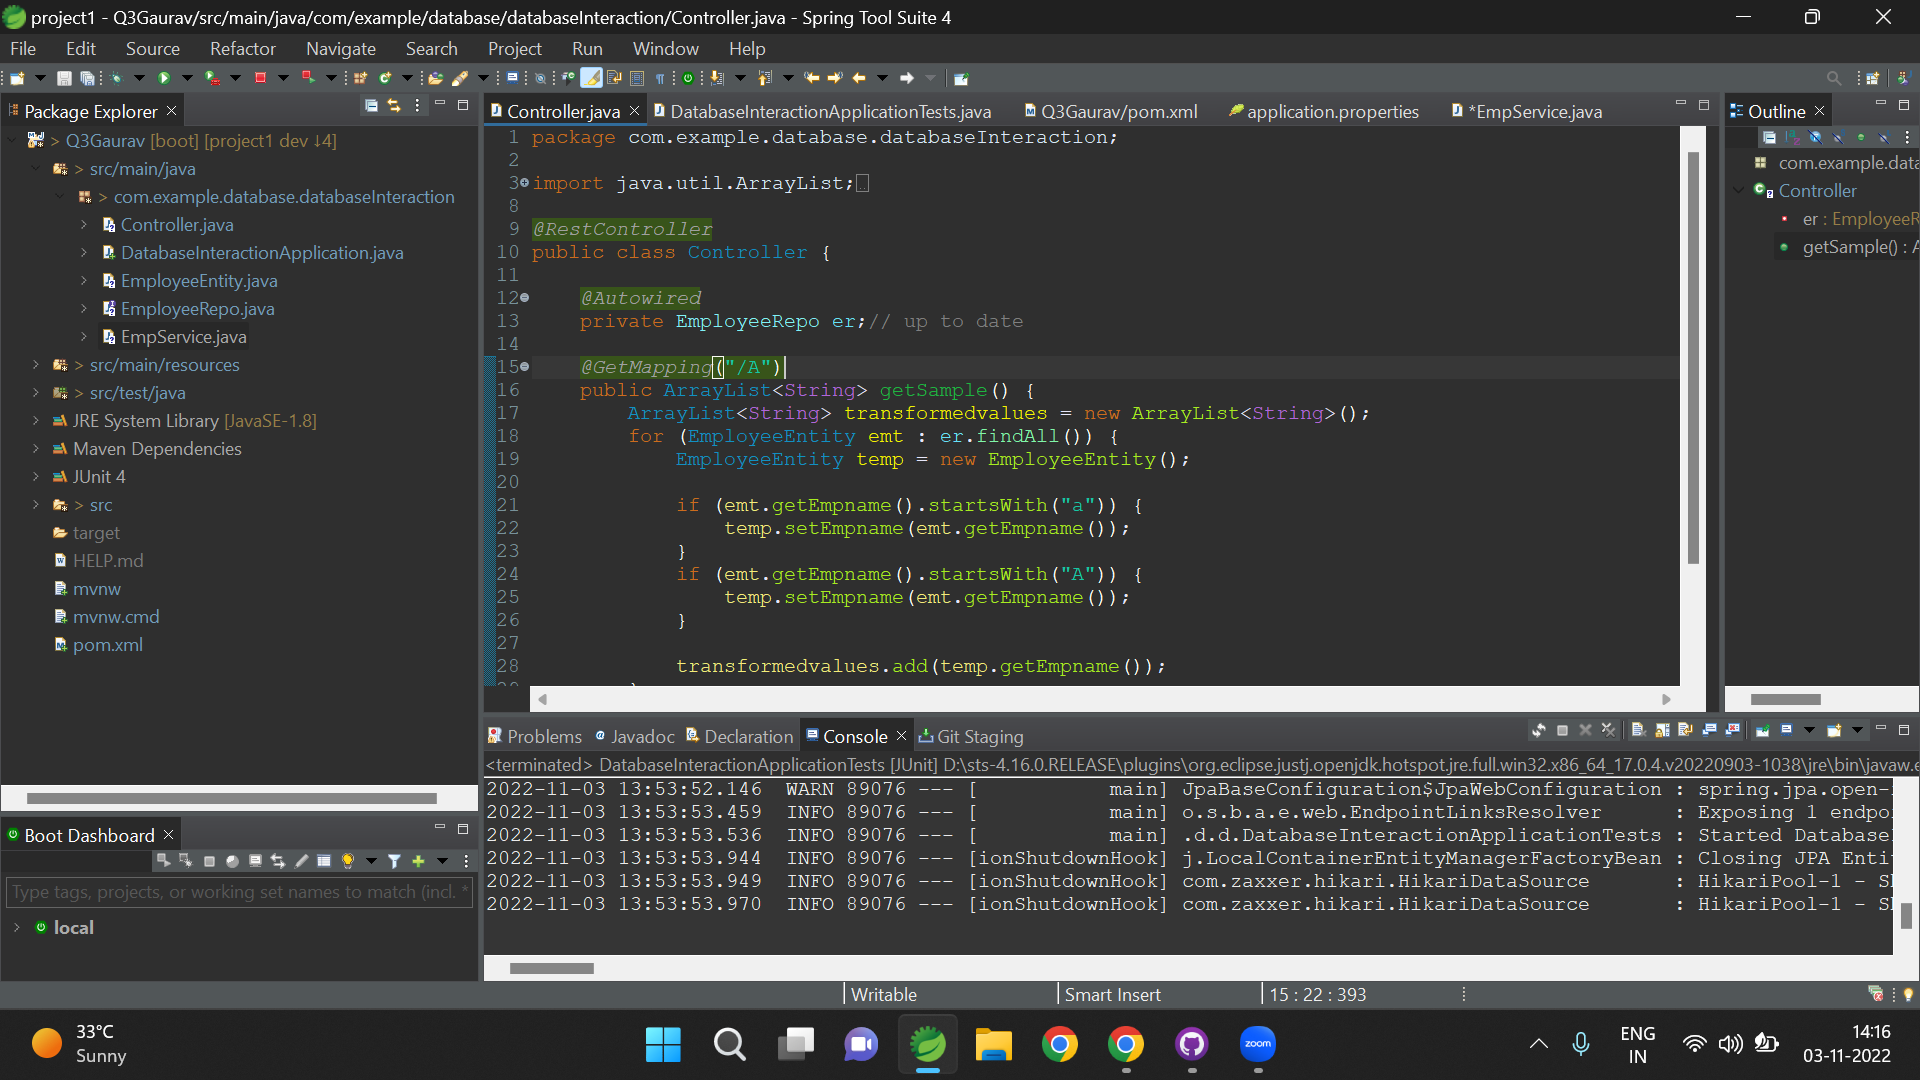 project1 - Q3Gaurav/src/main/java/com/example/database/databaseInteraction/Controller.java - Spring Tool Suite 4
File Edit Source Refactor Navigate Search Project Run Window Help
Package Explorer
> Q3Gaurav [boot] [project1 dev ↓4]
> src/main/java
> com.example.database.databaseInteraction
Controller.java
DatabaseInteractionApplication.java
EmployeeEntity.java
EmployeeRepo.java
EmpService.java
> src/main/resources
> src/test/java
JRE System Library [JavaSE-1.8]
Maven Dependencies
JUnit 4
> src
target
HELP.md
mvnw
mvnw.cmd
pom.xml
Boot Dashboard
Type tags, projects, or working set names to match (incl. *
local
Controller.java DatabaseInteractionApplicationTests.java Q3Gaurav/pom.xml application.properties *EmpService.java
1 package com.example.database.databaseInteraction;
2
3 import java.util.ArrayList;
8
9 @RestController
10 public class Controller {
11
12 @Autowired
13 private EmployeeRepo er;// up to date
14
15 @GetMapping("/A")
16 public ArrayList<String> getSample() {
17 ArrayList<String> transformedvalues = new ArrayList<String>();
18 for (EmployeeEntity emt : er.findAll()) {
19 EmployeeEntity temp = new EmployeeEntity();
20
21 if (emt.getEmpname().startsWith("a")) {
22 temp.setEmpname(emt.getEmpname());
23 }
24 if (emt.getEmpname().startsWith("A")) {
25 temp.setEmpname(emt.getEmpname());
26 }
27
28 transformedvalues.add(temp.getEmpname());
Outline
com.example.data
Controller
er : EmployeeR
getSample() : A
Problems Javadoc Declaration Console Git Staging
<terminated> DatabaseInteractionApplicationTests [JUnit] D:\sts-4.16.0.RELEASE\plugins\org.eclipse.justj.openjdk.hotspot.jre.full.win32.x86_64_17.0.4.v20220903-1038\jre\bin\javaw.e
2022-11-03 13:53:52.146 WARN 89076 --- [ main] JpaBaseConfiguration$JpaWebConfiguration : spring.jpa.open-
2022-11-03 13:53:53.459 INFO 89076 --- [ main] o.s.b.a.e.web.EndpointLinksResolver : Exposing 1 endpo
2022-11-03 13:53:53.536 INFO 89076 --- [ main] .d.d.DatabaseInteractionApplicationTests : Started Database
2022-11-03 13:53:53.944 INFO 89076 --- [ionShutdownHook] j.LocalContainerEntityManagerFactoryBean : Closing JPA Enti
2022-11-03 13:53:53.949 INFO 89076 --- [ionShutdownHook] com.zaxxer.hikari.HikariDataSource : HikariPool-1 - S
2022-11-03 13:53:53.970 INFO 89076 --- [ionShutdownHook] com.zaxxer.hikari.HikariDataSource : HikariPool-1 - S
Writable Smart Insert 15 : 22 : 393
33°C
Sunny
zoom
ENG
IN
14:16
03-11-2022